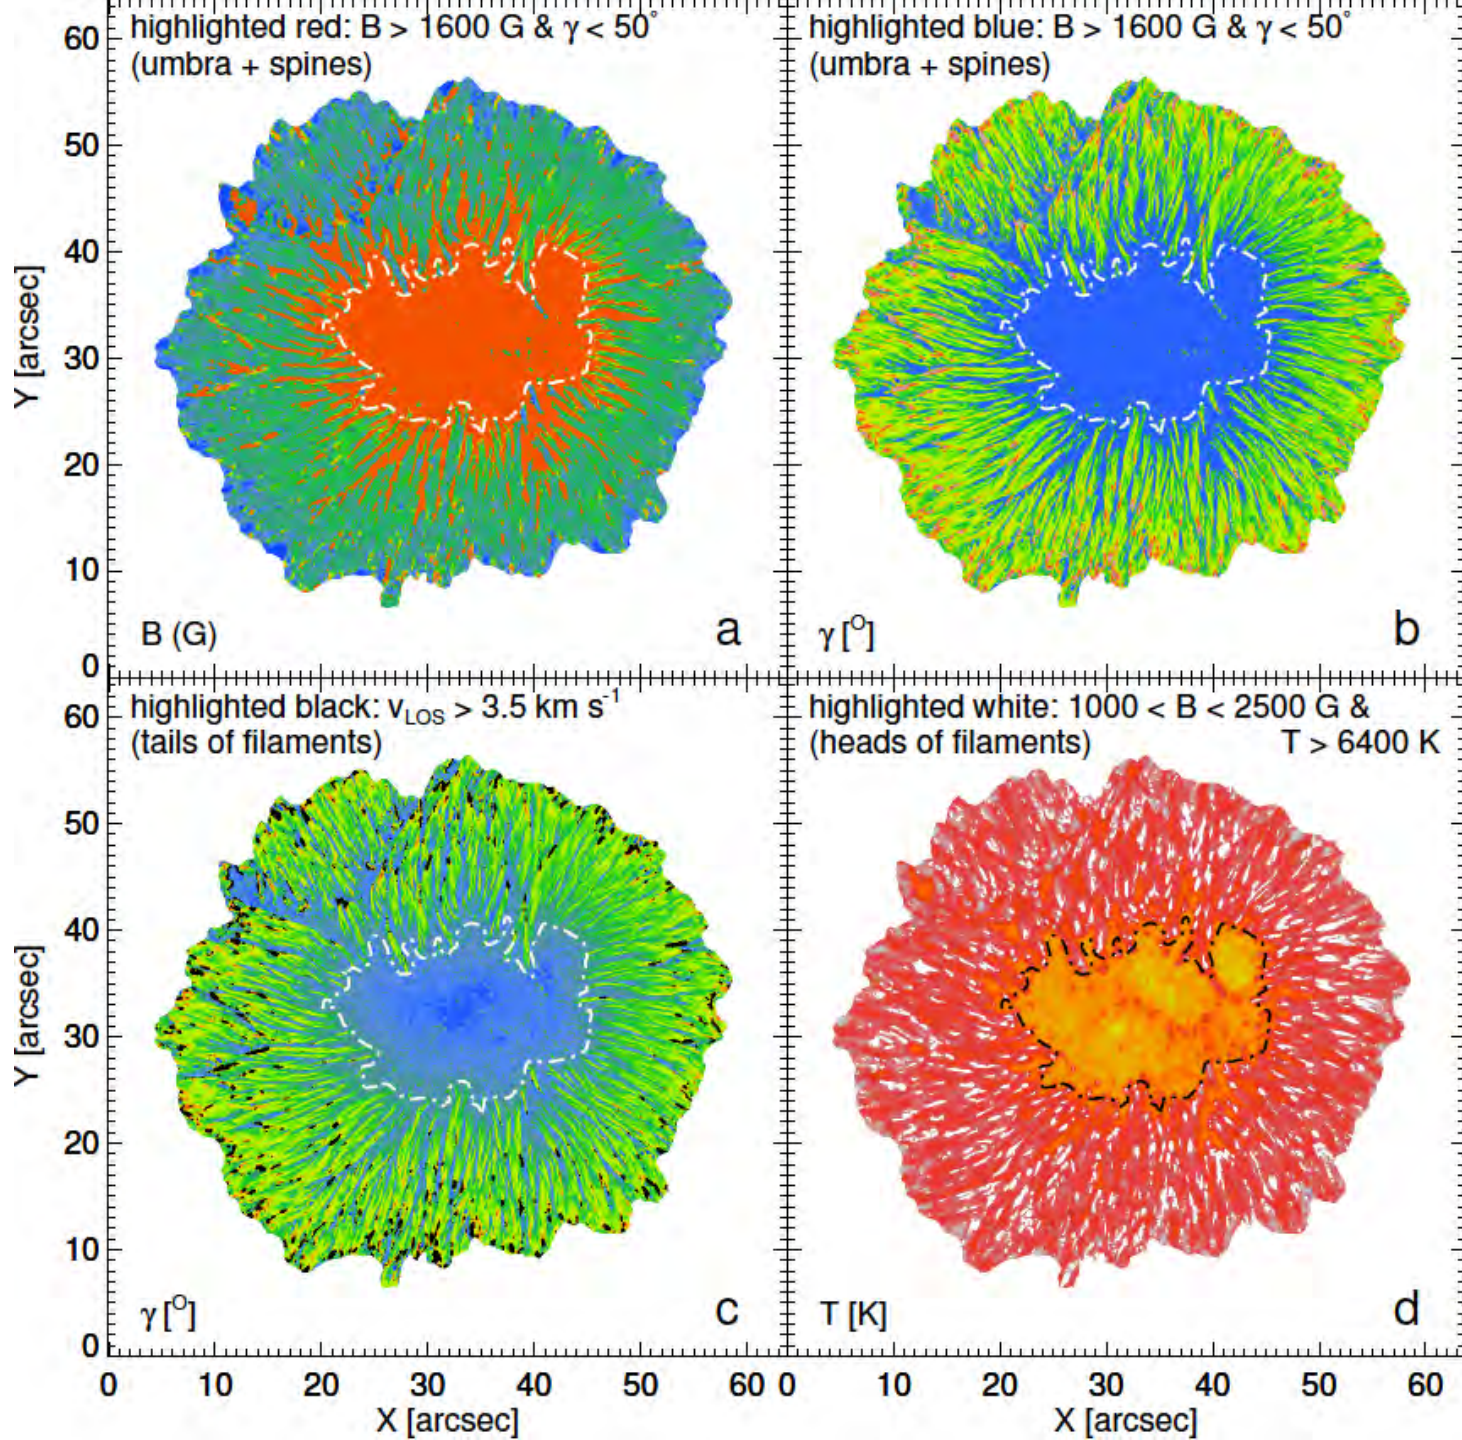 highlighted red: B > 1600 G & γ < 50°
(umbra + spines)
highlighted blue: B > 1600 G & γ < 50°
(umbra + spines)
60
50
40
30
20
10
0
Y [arcsec]
B (G)
a
γ [O]
b
highlighted black: vLOS > 3.5 km s-1
(tails of filaments)
highlighted white: 1000 < B < 2500 G &
(heads of filaments) T > 6400 K
60
50
40
30
20
10
0
Y [arcsec]
γ [O]
c
T [K]
d
0 10 20 30 40 50 60 0 10 20 30 40 50 60
X [arcsec] X [arcsec]